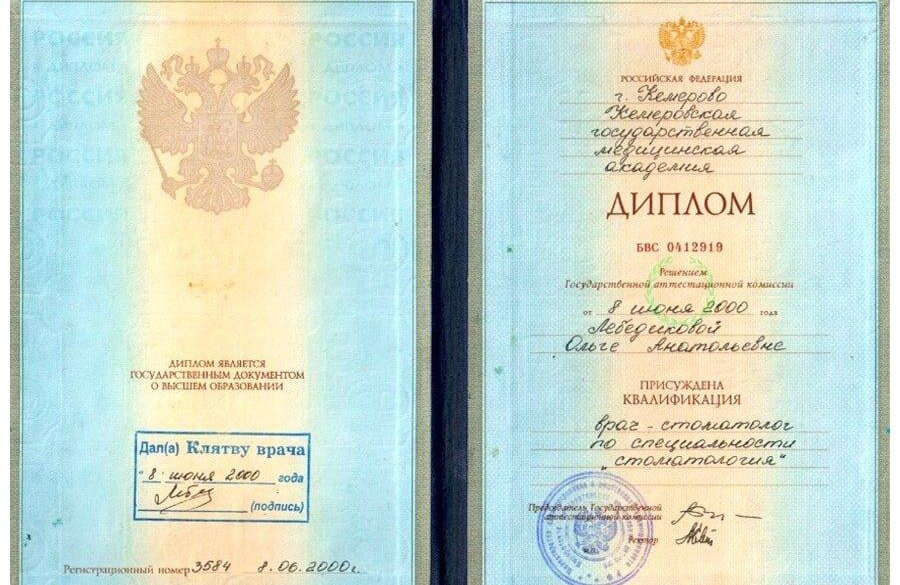 ДИПЛОМ ЯВЛЯЕТСЯ
ГОСУДАРСТВЕННЫМ ДОКУМЕНТОМ
О ВЫСШЕМ ОБРАЗОВАНИИ
Дал(а) Клятву врача
"8" июня 2000 года
(подпись)
Регистрационный номер 3584 8.06.2000г.
РОССИЙСКАЯ ФЕДЕРАЦИЯ
г. Кемерово
Кемеровская
государственная
медицинская
академия
ДИПЛОМ
БВС 0412919
Решением
Государственной аттестационной комиссии
от 8 июня 2000 года
Лебедиковой
Ольге Анатольевне
ПРИСУЖДЕНА
КВАЛИФИКАЦИЯ
врач - стоматолог
по специальности
"стоматология"
Председатель Государственной
аттестационной комиссии
Ректор
М.П.